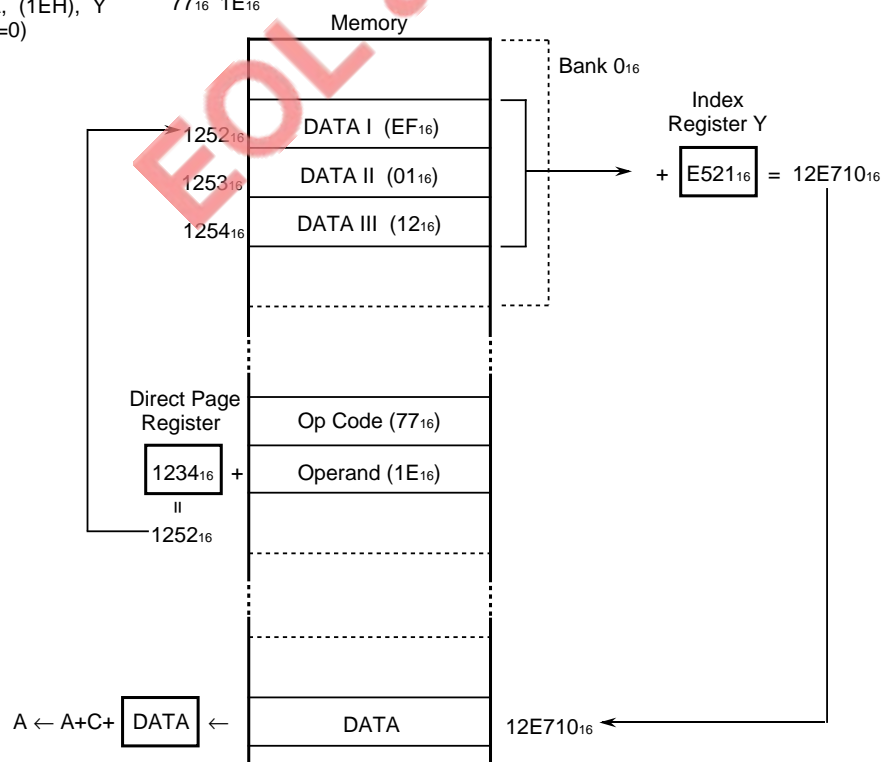 (1EH), Y 77₁₆ 1E₁₆
=0)
Memory
Bank 0₁₆
Index
Register Y
1252₁₆ DATA I (EF₁₆)
1253₁₆ DATA II (01₁₆)
+ E521₁₆ = 12E710₁₆
1254₁₆ DATA III (12₁₆)
Direct Page
Register
Op Code (77₁₆)
1234₁₆ + Operand (1E₁₆)
=
1252₁₆
A ← A+C+ DATA ← DATA 12E710₁₆
EOL